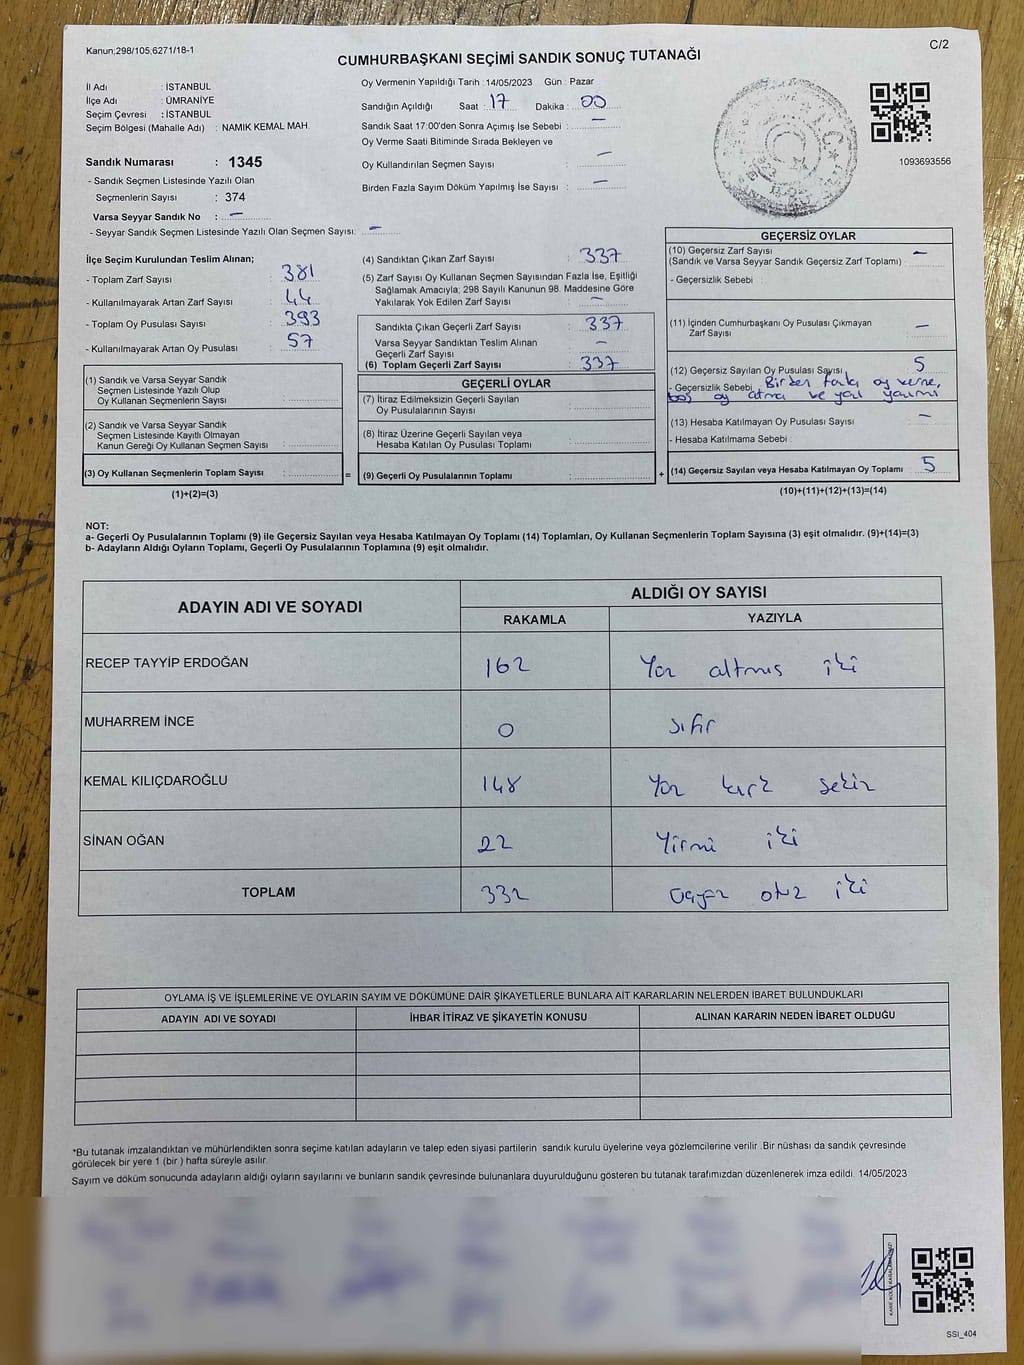 Kanun;298/105;6271/18-1
C/2
CUMHURBAŞKANI SEÇİMİ SANDIK SONUÇ TUTANAĞI
İl Adı : İSTANBUL
İlçe Adı : ÜMRANİYE
Seçim Çevresi : İSTANBUL
Seçim Bölgesi (Mahalle Adı) : NAMIK KEMAL MAH.
Sandık Numarası : 1345
- Sandık Seçmen Listesinde Yazılı Olan
Seçmenlerin Sayısı : 374
Varsa Seyyar Sandık No : —
- Seyyar Sandık Seçmen Listesinde Yazılı Olan Seçmen Sayısı: —
Oy Vermenin Yapıldığı Tarih : 14/05/2023 Gün : Pazar
Sandığın Açıldığı Saat : 17 Dakika : 00
Sandık Saat 17:00'den Sonra Açımış İse Sebebi : —
Oy Verme Saati Bitiminde Sırada Bekleyen ve
Oy Kullandırılan Seçmen Sayısı : —
Birden Fazla Sayım Döküm Yapılmış İse Sayısı : —
1093693556
İlçe Seçim Kurulundan Teslim Alınan;
- Toplam Zarf Sayısı : 381
- Kullanılmayarak Artan Zarf Sayısı : 44
- Toplam Oy Pusulası Sayısı : 393
- Kullanılmayarak Artan Oy Pusulası : 57
(4) Sandıktan Çıkan Zarf Sayısı : 337
(5) Zarf Sayısı Oy Kullanan Seçmen Sayısından Fazla İse, Eşitliği
Sağlamak Amacıyla; 298 Sayılı Kanunun 98. Maddesine Göre
Yakılarak Yok Edilen Zarf Sayısı : —
Sandıkta Çıkan Geçerli Zarf Sayısı : 337
Varsa Seyyar Sandıktan Teslim Alınan
Geçerli Zarf Sayısı : —
(6) Toplam Geçerli Zarf Sayısı : 337
GEÇERLİ OYLAR
(7) İtiraz Edilmeksizin Geçerli Sayılan
Oy Pusulalarının Sayısı :
(8) İtiraz Üzerine Geçerli Sayılan veya
Hesaba Katılan Oy Pusulası Toplamı :
(9) Geçerli Oy Pusulalarının Toplamı :
(1) Sandık ve Varsa Seyyar Sandık
Seçmen Listesinde Yazılı Olup
Oy Kullanan Seçmenlerin Sayısı :
(2) Sandık ve Varsa Seyyar Sandık
Seçmen Listesinde Kayıtlı Olmayan
Kanun Gereği Oy Kullanan Seçmen Sayısı :
(3) Oy Kullanan Seçmenlerin Toplam Sayısı : =
(1)+(2)=(3)
GEÇERSİZ OYLAR
(10) Geçersiz Zarf Sayısı
(Sandık ve Varsa Seyyar Sandık Geçersiz Zarf Toplamı) : —
- Geçersizlik Sebebi :
(11) İçinden Cumhurbaşkanı Oy Pusulası Çıkmayan
Zarf Sayısı : —
(12) Geçersiz Sayılan Oy Pusulası Sayısı : 5
- Geçersizlik Sebebi Birden fazla oy verme,
boş oy atma ve yazı yazımı
(13) Hesaba Katılmayan Oy Pusulası Sayısı : —
- Hesaba Katılmama Sebebi :
+ (14) Geçersiz Sayılan veya Hesaba Katılmayan Oy Toplamı : 5
(10)+(11)+(12)+(13)=(14)
NOT:
a- Geçerli Oy Pusulalarının Toplamı (9) ile Geçersiz Sayılan veya Hesaba Katılmayan Oy Toplamı (14) Toplamları, Oy Kullanan Seçmenlerin Toplam Sayısına (3) eşit olmalıdır. (9)+(14)=(3)
b- Adayların Aldığı Oyların Toplamı, Geçerli Oy Pusulalarının Toplamına (9) eşit olmalıdır.
ADAYIN ADI VE SOYADI
ALDIĞI OY SAYISI
RAKAMLA YAZIYLA
RECEP TAYYİP ERDOĞAN 162 Yüz altmış iki
MUHARREM İNCE 0 sıfır
KEMAL KILIÇDAROĞLU 148 Yüz kırk sekiz
SİNAN OĞAN 22 Yirmi iki
TOPLAM 332 üçyüz otuz iki
OYLAMA İŞ VE İŞLEMLERİNE VE OYLARIN SAYIM VE DÖKÜMÜNE DAİR ŞİKAYETLERLE BUNLARA AİT KARARLARIN NELERDEN İBARET BULUNDUKLARI
ADAYIN ADI VE SOYADI İHBAR İTİRAZ VE ŞİKAYETİN KONUSU ALINAN KARARIN NEDEN İBARET OLDUĞU
*Bu tutanak imzalandıktan ve mühürlendikten sonra seçime katılan adayların ve talep eden siyasi partilerin sandık kurulu üyelerine veya gözlemcilerine verilir .Bir nüshası da sandık çevresinde
görülecek bir yere 1 (bir ) hafta süreyle asılır.
Sayım ve döküm sonucunda adayların aldığı oyların sayılarını ve bunların sandık çevresinde bulunanlara duyurulduğunu gösteren bu tutanak tarafımızdan düzenlenerek imza edildi. 14/05/2023
SSI_404